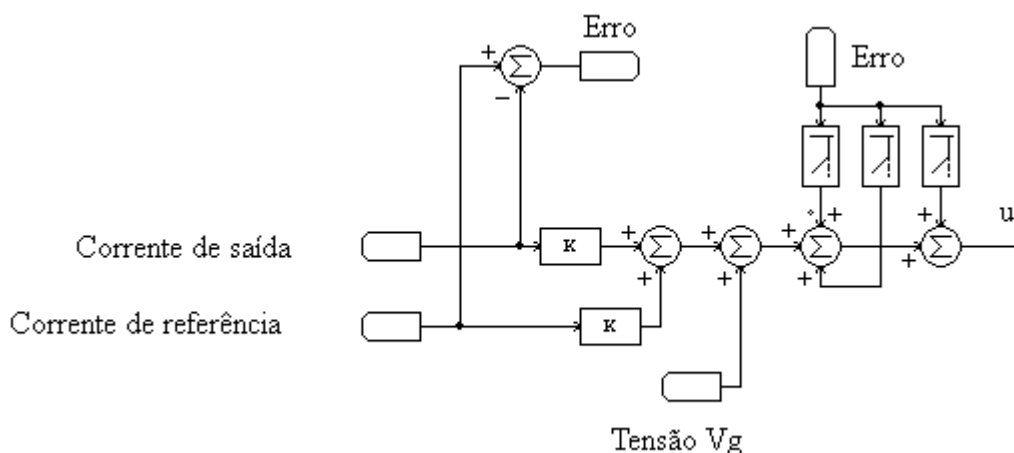 Erro
Erro
u
Corrente de saída
K
Corrente de referência
K
Tensão Vg